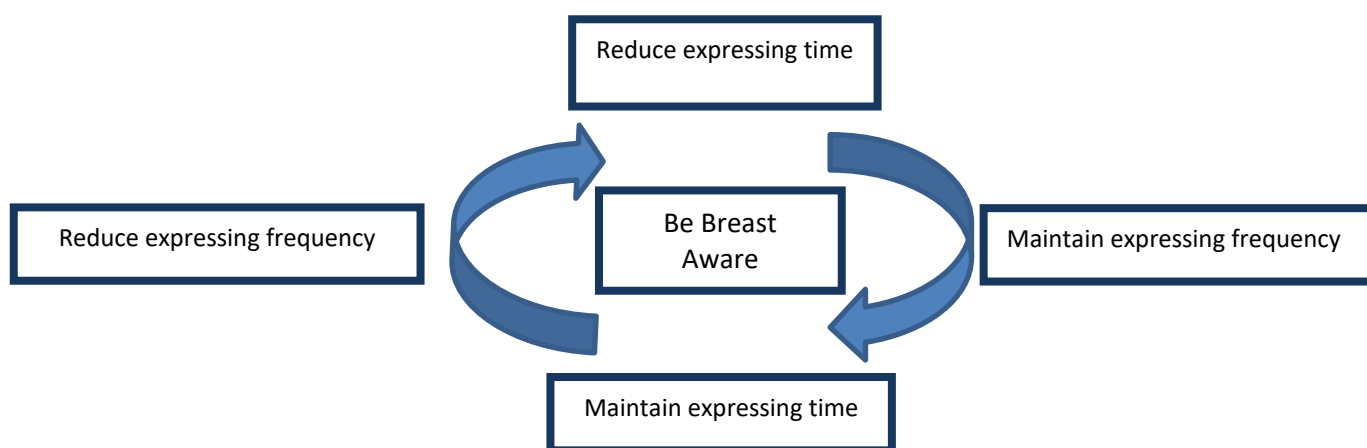 Reduce expressing time
Reduce expressing frequency
Be Breast
Aware
Maintain expressing frequency
Maintain expressing time